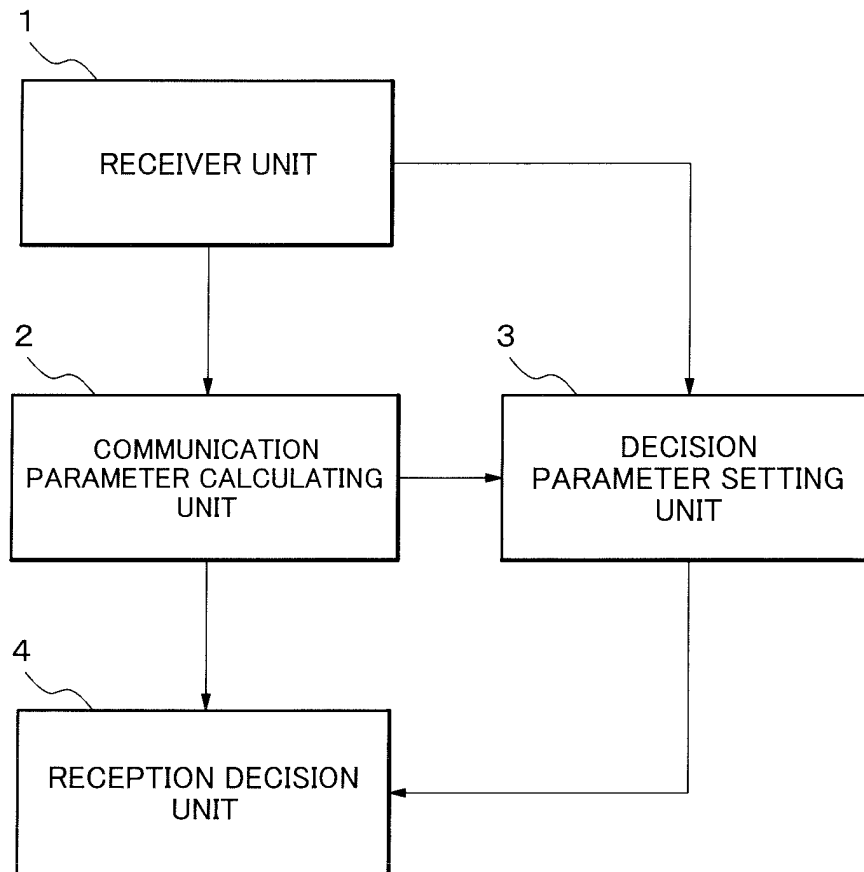 1
RECEIVER UNIT
2
COMMUNICATION
PARAMETER CALCULATING
UNIT
3
DECISION
PARAMETER SETTING
UNIT
4
RECEPTION DECISION
UNIT